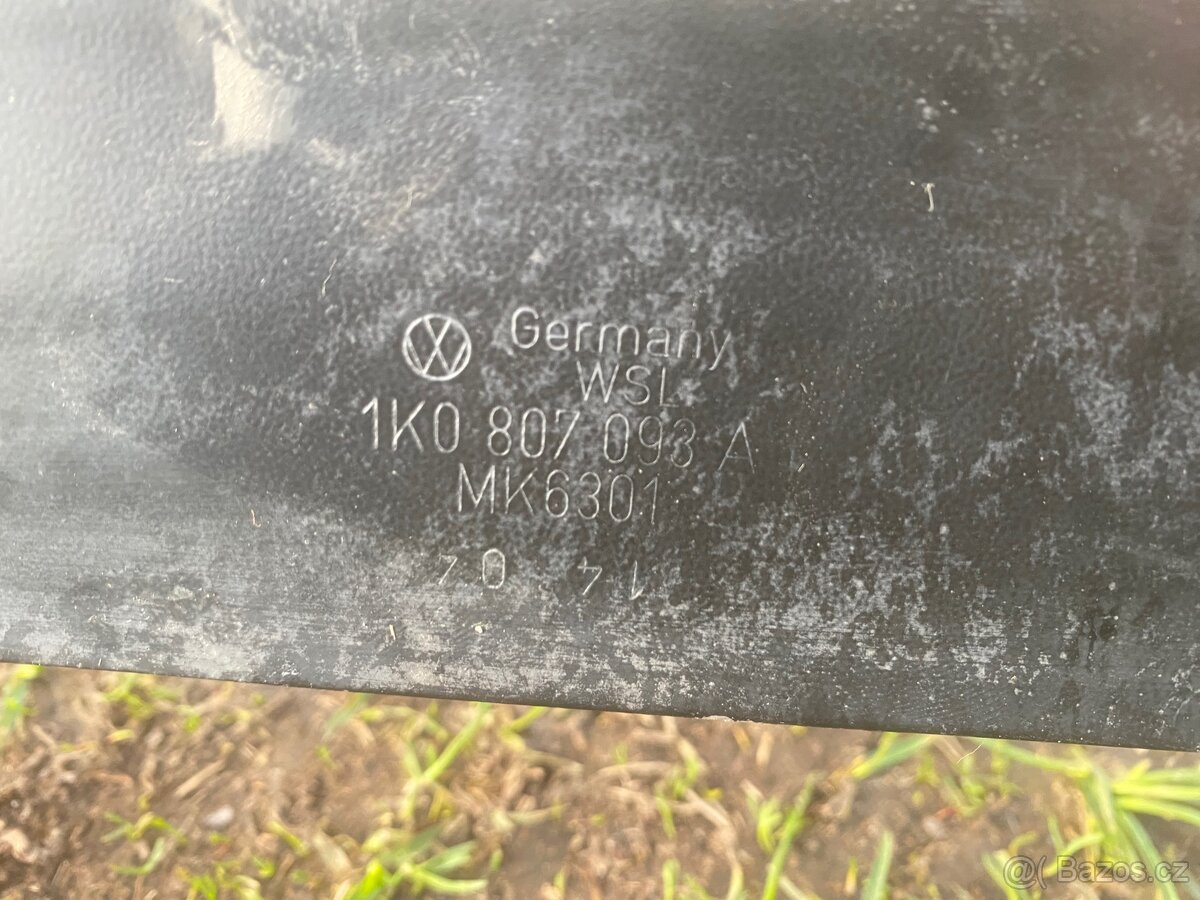 Germany
WSL
1K0 807 093 A
MK6301
@( Bazos.cz